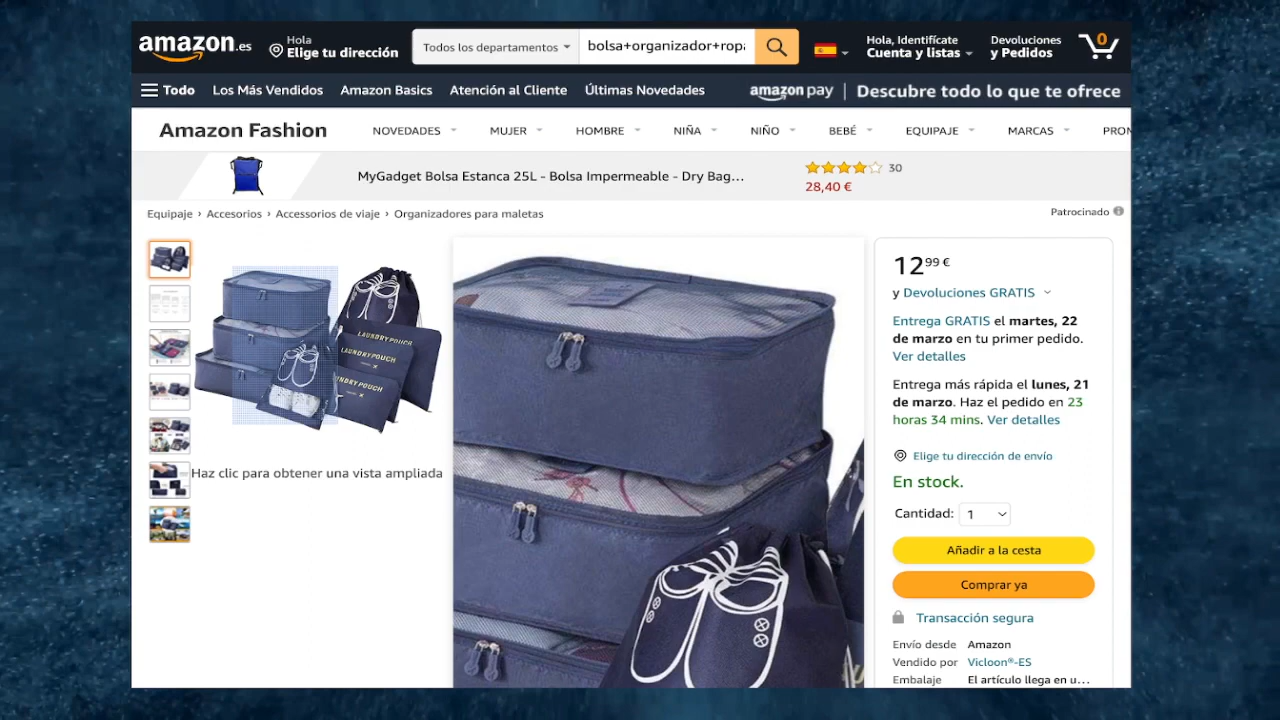 amazon.es
Hola
Elige tu dirección
Todos los departamentos
bolsa+organizador+ropa
Hola, Identifícate
Cuenta y listas
Devoluciones
y Pedidos
0
Todo
Los Más Vendidos
Amazon Basics
Atención al Cliente
Últimas Novedades
amazon pay | Descubre todo lo que te ofrece
Amazon Fashion
NOVEDADES
MUJER
HOMBRE
NIÑA
NIÑO
BEBÉ
EQUIPAJE
MARCAS
PRON
MyGadget Bolsa Estanca 25L - Bolsa Impermeable - Dry Bag...
30
28,40 €
Equipaje › Accesorios › Accessorios de viaje › Organizadores para maletas
Patrocinado
LAUNDRY POUCH
LAUNDRY POUCH
NDRY POUCH
Haz clic para obtener una vista ampliada
12 99 €
y Devoluciones GRATIS
Entrega GRATIS el martes, 22
de marzo en tu primer pedido.
Ver detalles
Entrega más rápida el lunes, 21
de marzo. Haz el pedido en 23
horas 34 mins. Ver detalles
Elige tu dirección de envío
En stock.
Cantidad: 1
Añadir a la cesta
Comprar ya
Transacción segura
Envío desde Amazon
Vendido por Vicloon®-ES
Embalaje El artículo llega en u...